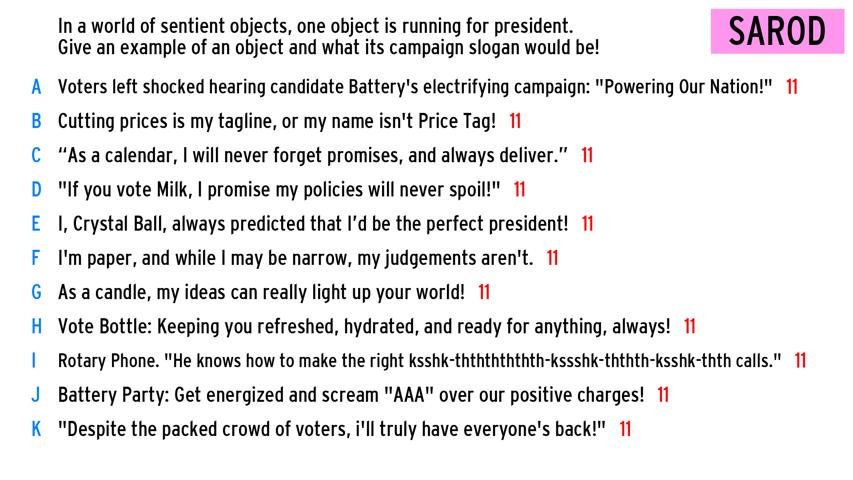 In a world of sentient objects, one object is running for president.
Give an example of an object and what its campaign slogan would be!
SAROD
A Voters left shocked hearing candidate Battery's electrifying campaign: "Powering Our Nation!" 11
B Cutting prices is my tagline, or my name isn't Price Tag! 11
C “As a calendar, I will never forget promises, and always deliver.” 11
D "If you vote Milk, I promise my policies will never spoil!" 11
E I, Crystal Ball, always predicted that I’d be the perfect president! 11
F I'm paper, and while I may be narrow, my judgements aren't. 11
G As a candle, my ideas can really light up your world! 11
H Vote Bottle: Keeping you refreshed, hydrated, and ready for anything, always! 11
I Rotary Phone. "He knows how to make the right ksshk-thththththth-kssshk-ththth-ksshk-thth calls." 11
J Battery Party: Get energized and scream "AAA" over our positive charges! 11
K "Despite the packed crowd of voters, i'll truly have everyone's back!" 11